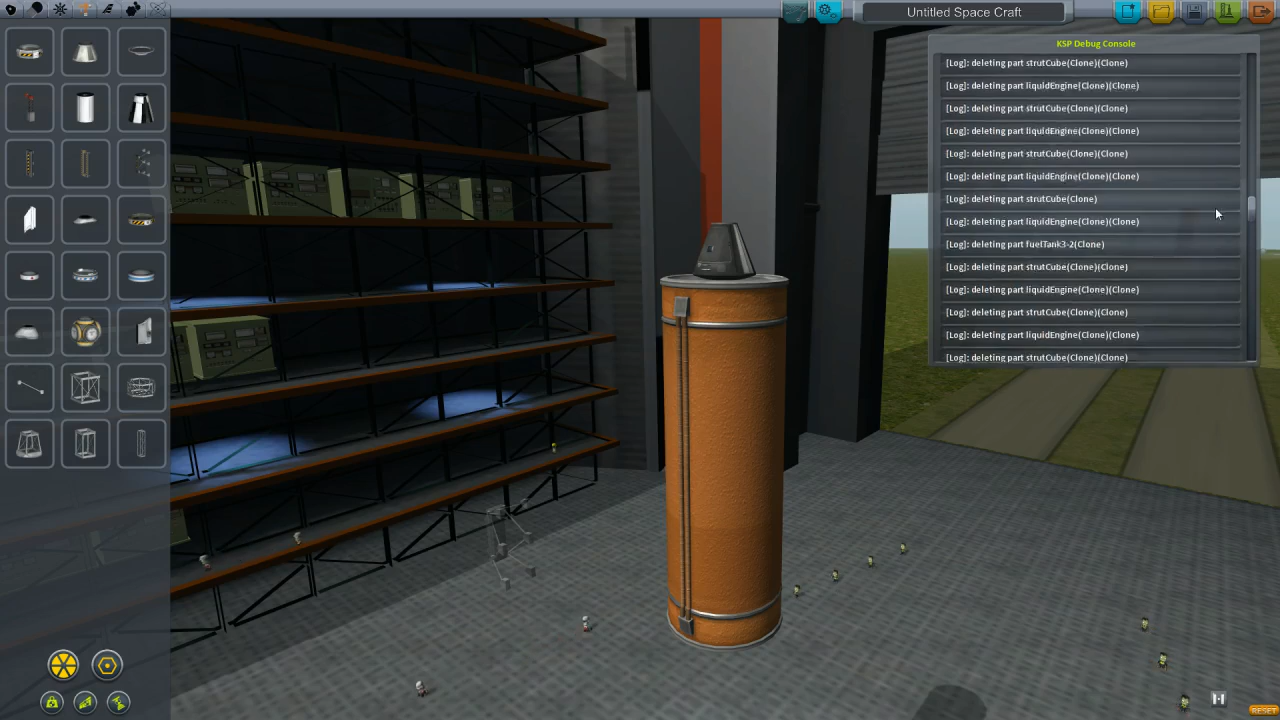 Untitled Space Craft
KSP Debug Console
[Log]: deleting part strutCube(Clone)(Clone)
[Log]: deleting part liquidEngine(Clone)(Clone)
[Log]: deleting part strutCube(Clone)(Clone)
[Log]: deleting part liquidEngine(Clone)(Clone)
[Log]: deleting part strutCube(Clone)(Clone)
[Log]: deleting part liquidEngine(Clone)(Clone)
[Log]: deleting part strutCube(Clone)
[Log]: deleting part liquidEngine(Clone)(Clone)
[Log]: deleting part fuelTank3-2(Clone)
[Log]: deleting part strutCube(Clone)(Clone)
[Log]: deleting part liquidEngine(Clone)(Clone)
[Log]: deleting part strutCube(Clone)(Clone)
[Log]: deleting part liquidEngine(Clone)(Clone)
[Log]: deleting part strutCube(Clone)(Clone)
RESET